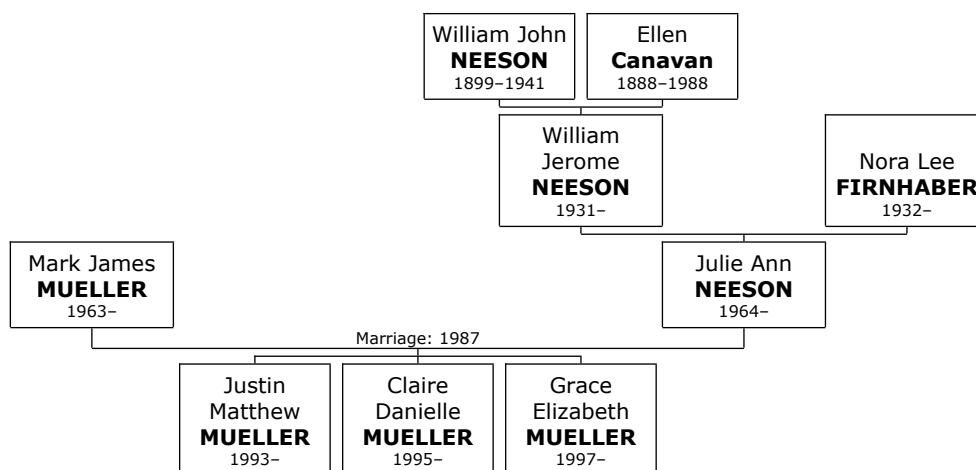 William John
NEESON
1899–1941
Ellen
Canavan
1888–1988
William
Jerome
NEESON
1931–
Nora Lee
FIRNHABER
1932–
Mark James
MUELLER
1963–
Julie Ann
NEESON
1964–
Marriage: 1987
Justin
Matthew
MUELLER
1993–
Claire
Danielle
MUELLER
1995–
Grace
Elizabeth
MUELLER
1997–